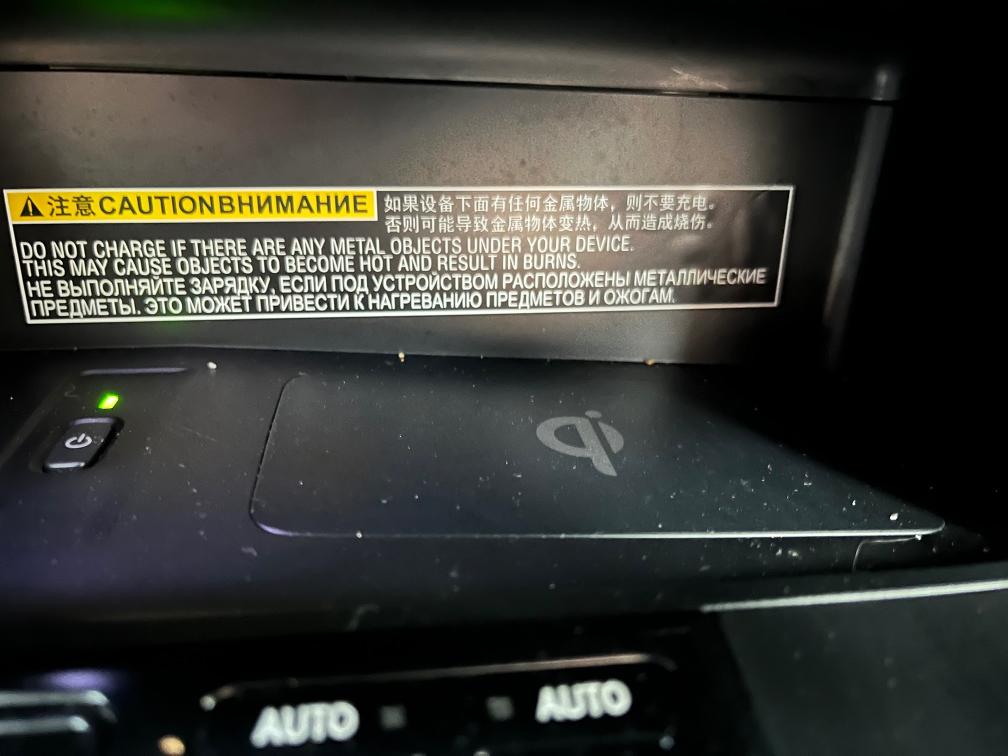 注意 CAUTION ВНИМАНИЕ
如果设备下面有任何金属物体，则不要充电。
否则可能导致金属物体变热，从而造成烧伤。
DO NOT CHARGE IF THERE ARE ANY METAL OBJECTS UNDER YOUR DEVICE.
THIS MAY CAUSE OBJECTS TO BECOME HOT AND RESULT IN BURNS.
НЕ ВЫПОЛНЯЙТЕ ЗАРЯДКУ, ЕСЛИ ПОД УСТРОЙСТВОМ РАСПОЛОЖЕНЫ МЕТАЛЛИЧЕСКИЕ
ПРЕДМЕТЫ. ЭТО МОЖЕТ ПРИВЕСТИ К НАГРЕВАНИЮ ПРЕДМЕТОВ И ОЖОГАМ.
qi
AUTO AUTO